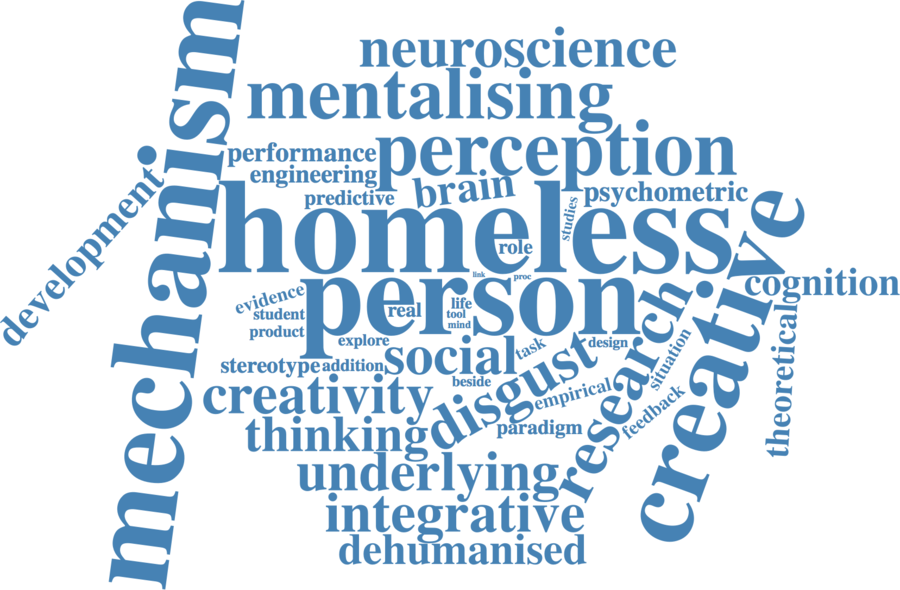 neuroscience
mentalising
mechanism
performance
perception
engineering
development
predictive
brain
psychometric
studies
homeless
role
creative
link
proc
cognition
person
evidence
real
life
student
tool
product
mind
explore
research
theoretical
social
task
design
situation
stereotype
addition
beside
disgust
empirical
creativity
feedback
thinking
paradigm
underlying
integrative
dehumanised